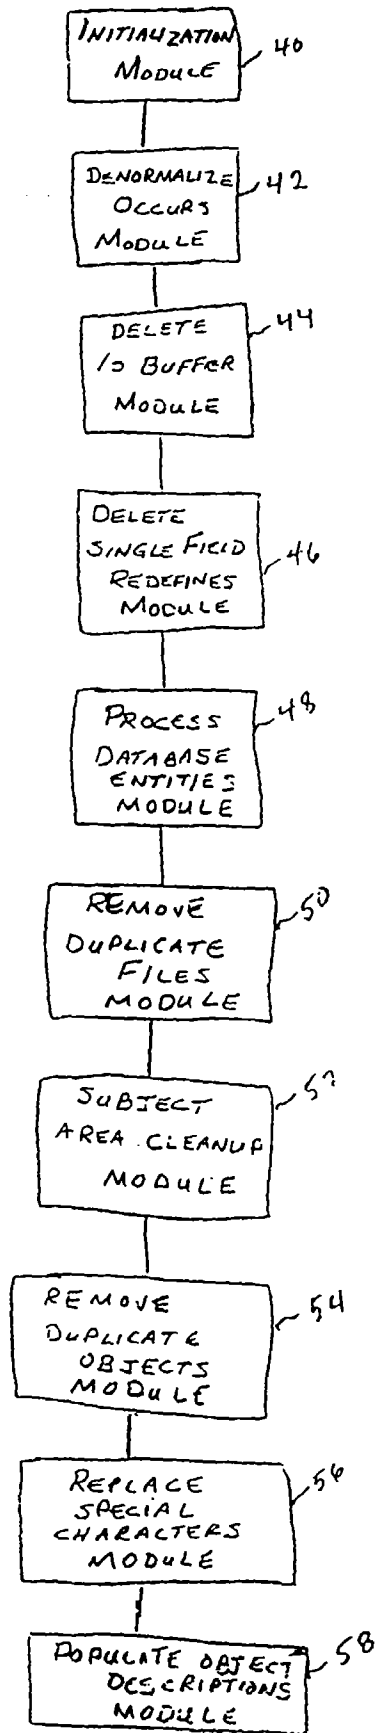 INITIALIZATION
MODULE
40
DENORMALIZE
OCCURS
MODULE
42
DELETE
I/O BUFFER
MODULE
44
DELETE
SINGLE FIELD
REDEFINES
MODULE
46
PROCESS
DATABASE
ENTITIES
MODULE
48
REMOVE
DUPLICATE
FILES
MODULE
50
SUBJECT
AREA CLEANUP
MODULE
52
REMOVE
DUPLICATE
OBJECTS
MODULE
54
REPLACE
SPECIAL
CHARACTERS
MODULE
56
POPULATE OBJECT
DESCRIPTIONS
MODULE
58